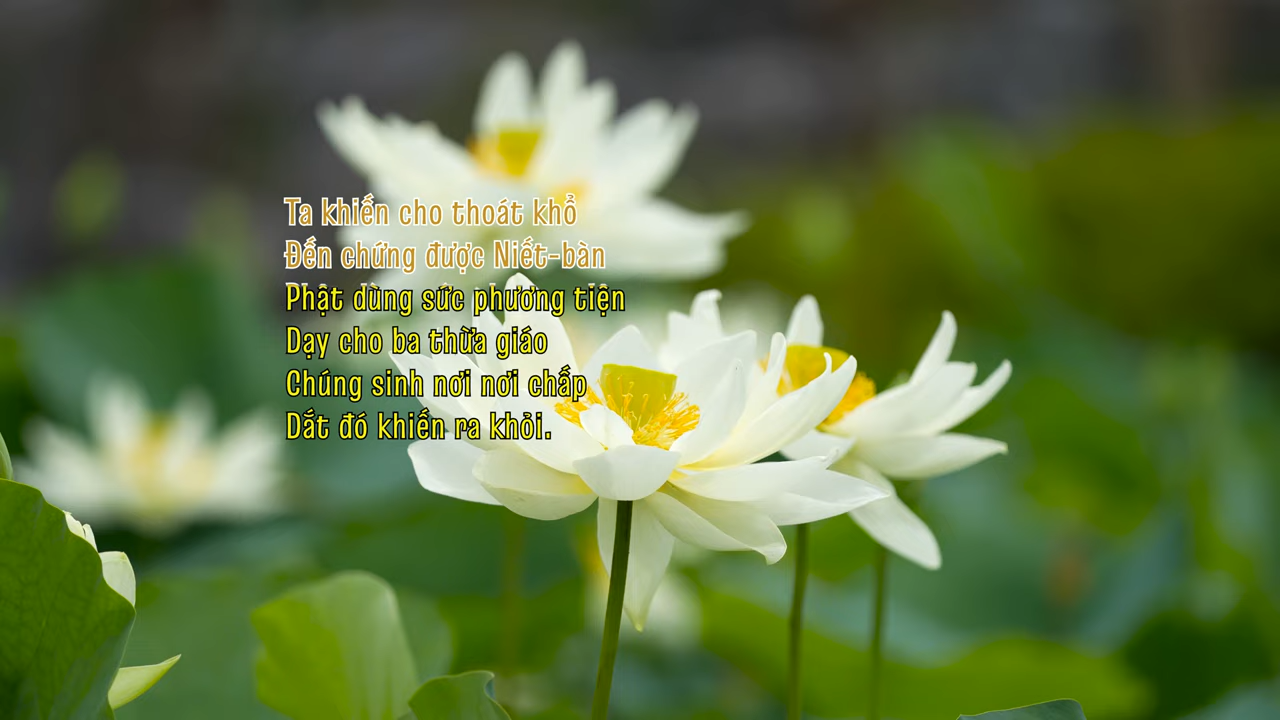 Ta khiến cho thoát khổ
Đến chứng được Niết-bàn
Phật dùng sức phương tiện
Dạy cho ba thừa giáo
Chúng sinh nơi nơi chấp
Dắt đó khiến ra khỏi.